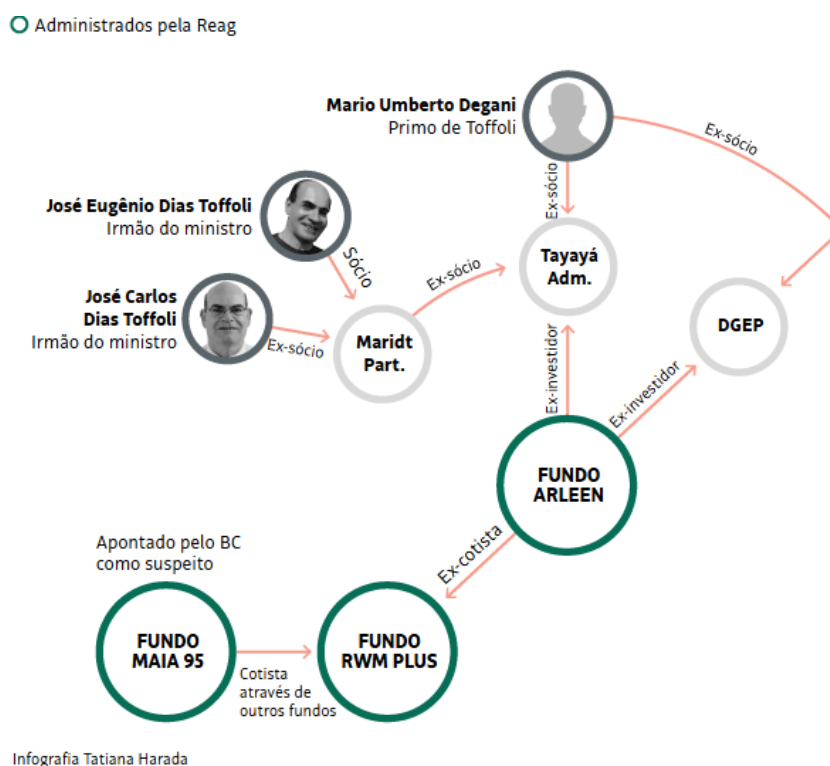 Administrados pela Reag
Mario Umberto Degani
Primo de Toffoli
Ex-sócio
Ex-sócio
José Eugênio Dias Toffoli
Irmão do ministro
Sócio
José Carlos
Dias Toffoli
Irmão do ministro
Ex-sócio
Maridt
Part.
Ex-sócio
Tayayá
Adm.
DGEP
Ex-investidor
Ex-investidor
FUNDO
ARLEEN
Ex-cotista
Apontado pelo BC
como suspeito
FUNDO
MAIA 95
Cotista
através de
outros fundos
FUNDO
RWM PLUS
Infografia Tatiana Harada